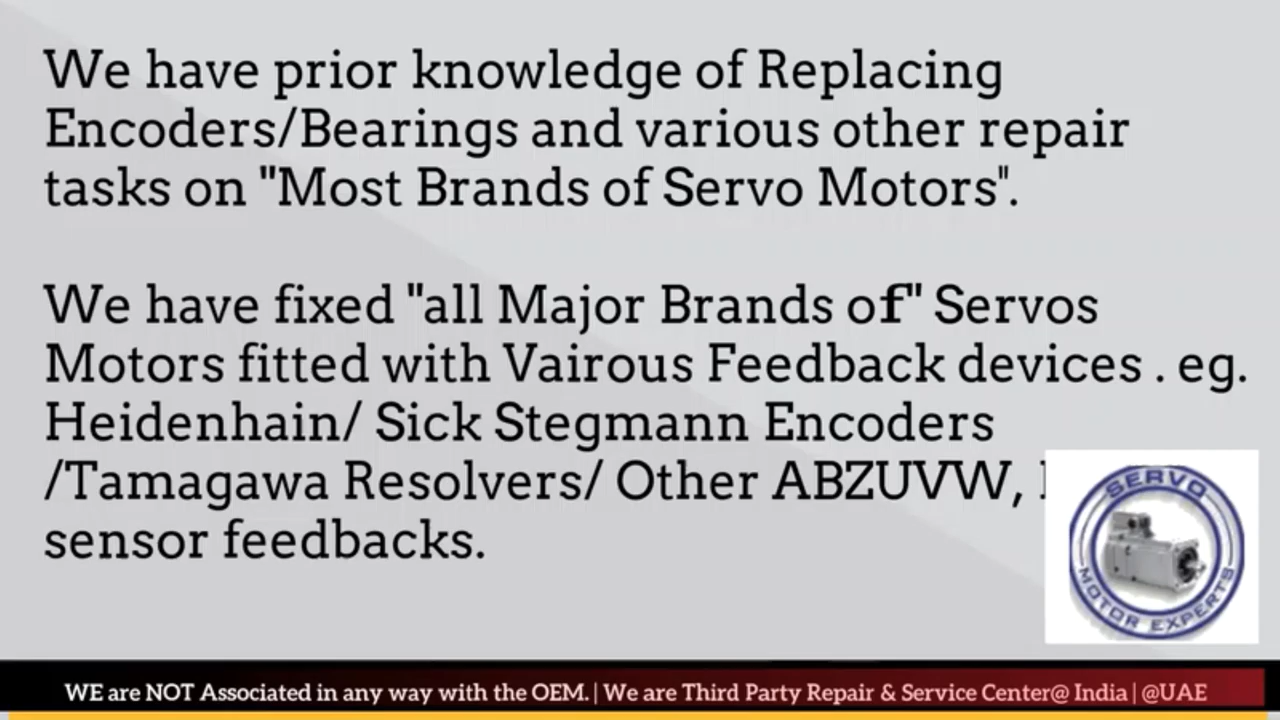 We have prior knowledge of Replacing
Encoders/Bearings and various other repair
tasks on "Most Brands of Servo Motors".
We have fixed "all Major Brands of" Servos
Motors fitted with Vairous Feedback devices . eg.
Heidenhain/ Sick Stegmann Encoders
/Tamagawa Resolvers/ Other ABZUVW,
sensor feedbacks.
SERVO
MOTOR EXPERTS
WE are NOT Associated in any way with the OEM. | We are Third Party Repair & Service Center@ India | @UAE